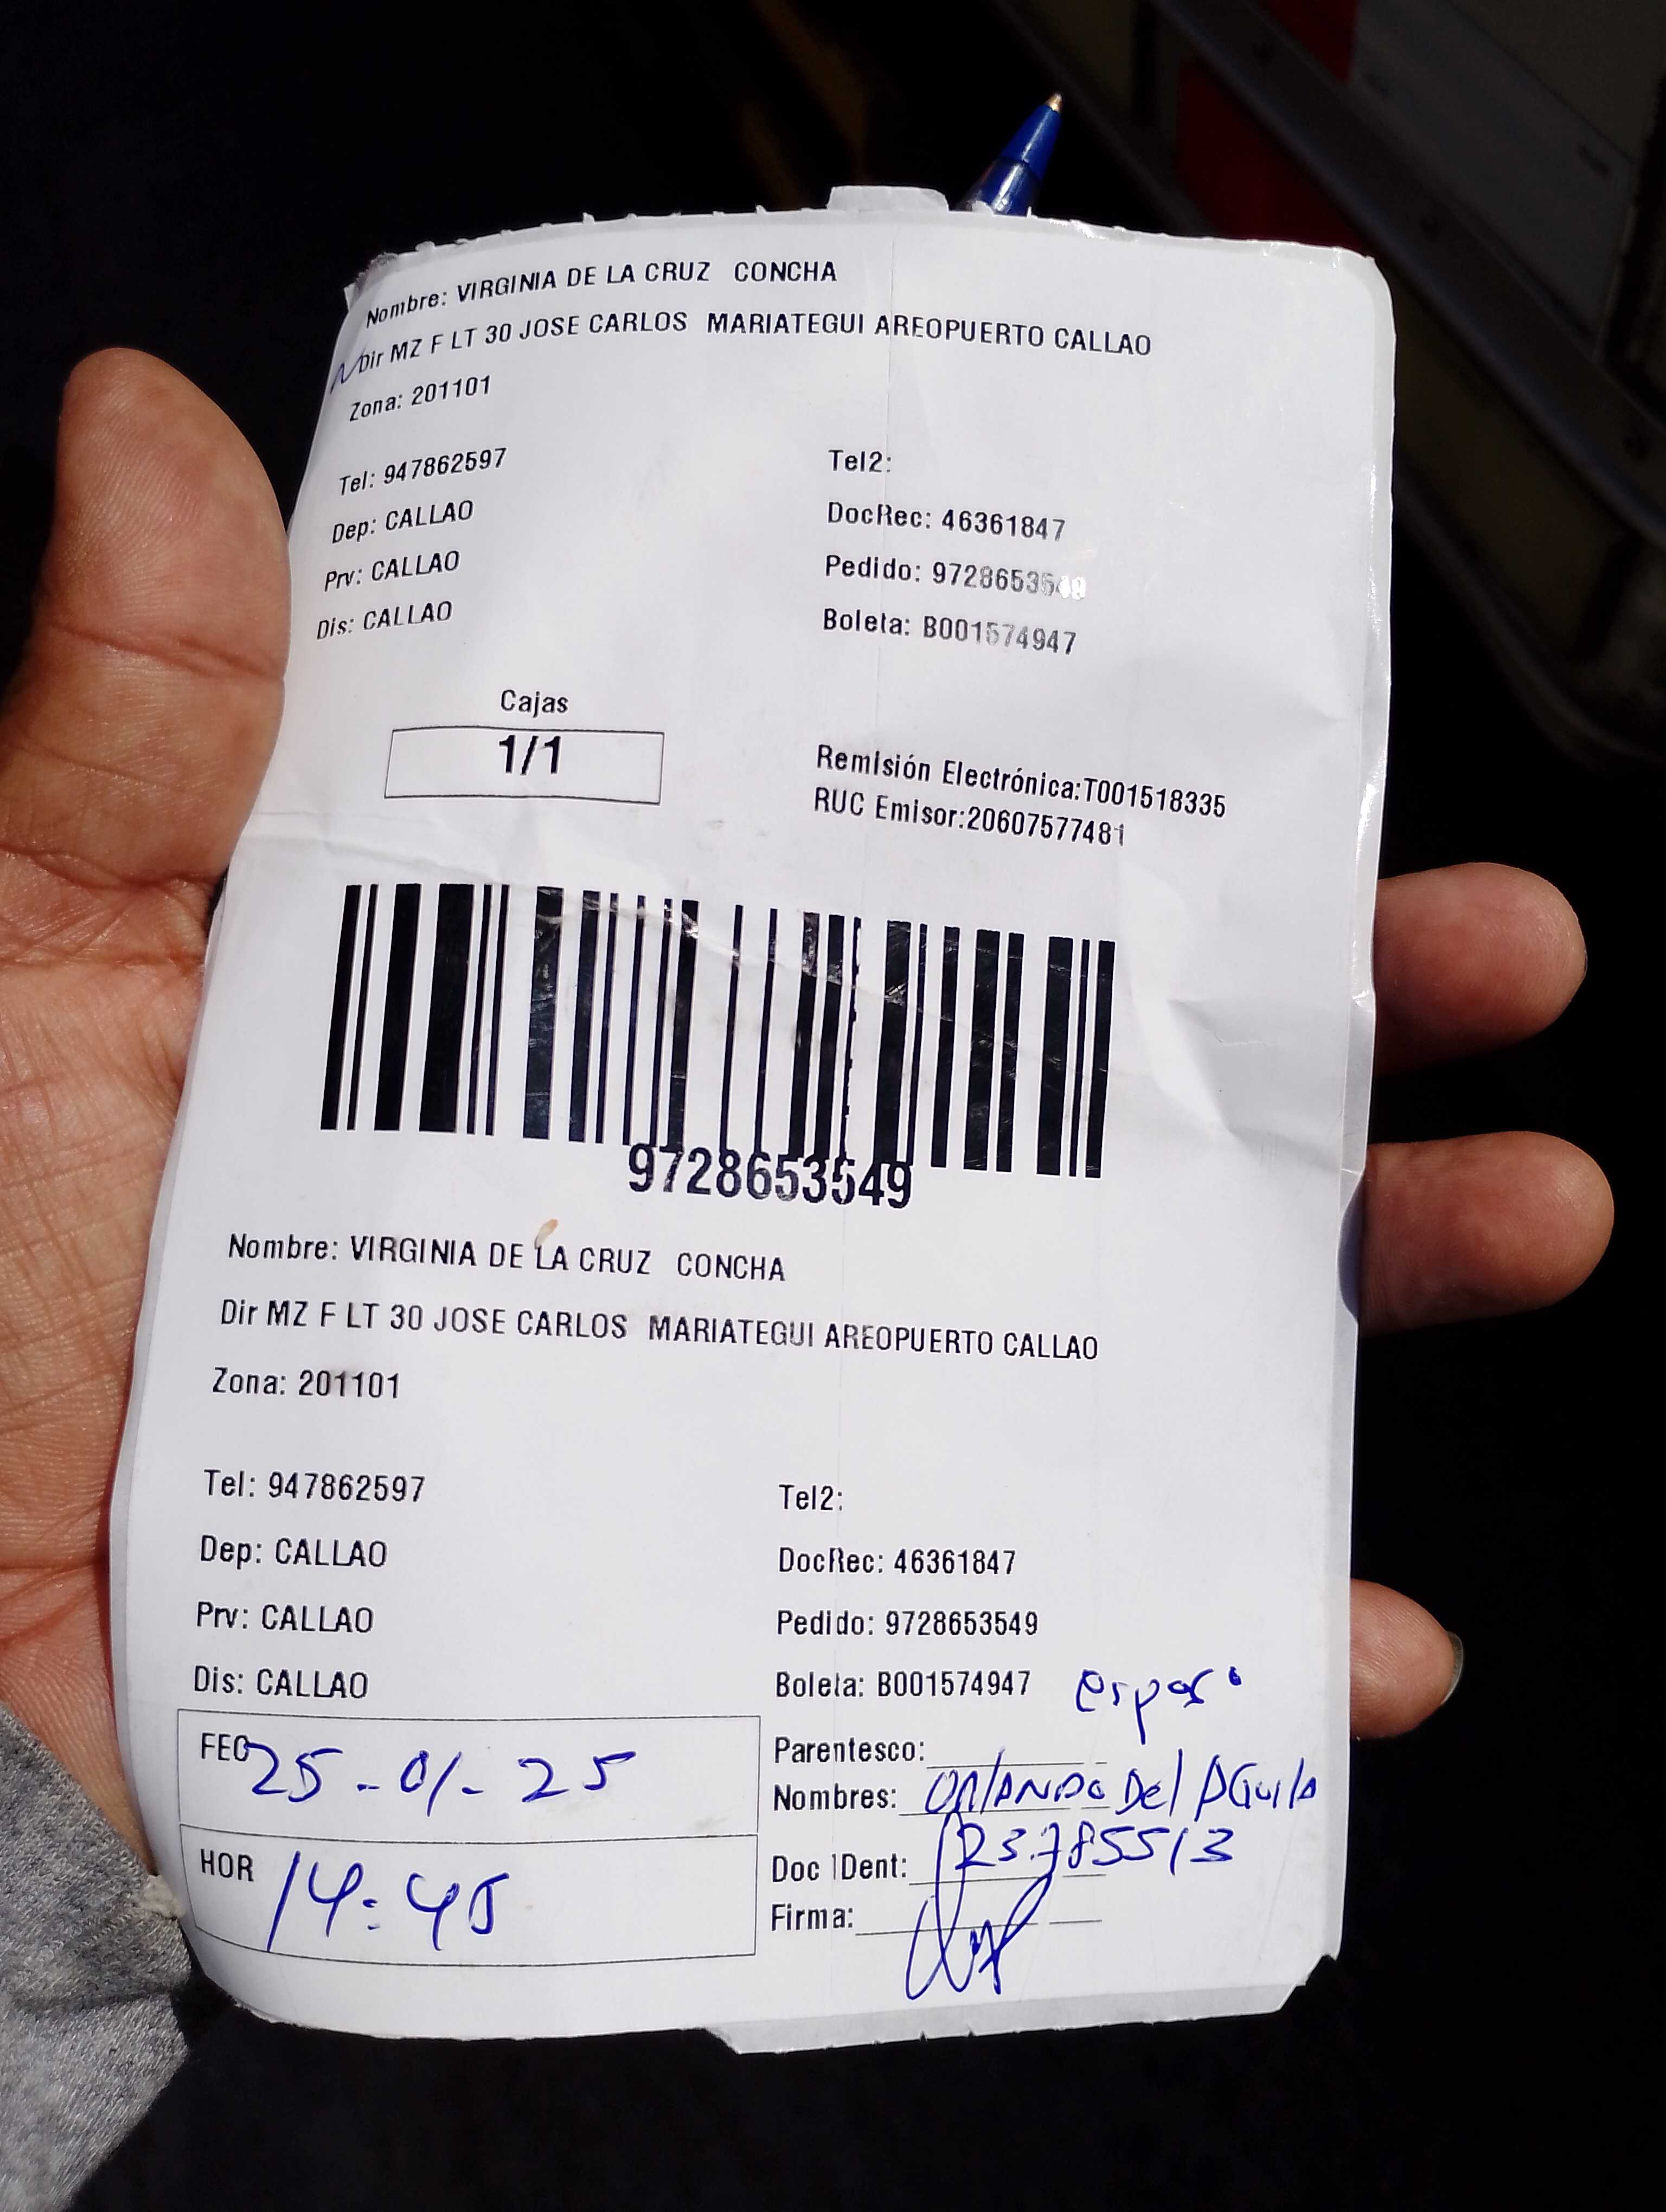 Nombre: VIRGINIA DE LA CRUZ CONCHA
Dir MZ F LT 30 JOSE CARLOS MARIATEGUI AREOPUERTO CALLAO
Zona: 201101
Tel: 947862597
Tel2:
Dep: CALLAO
DocRec: 46361847
Prv: CALLAO
Pedido: 9728653549
Dis: CALLAO
Boleta: B001574947
Cajas
1/1
Remisión Electrónica:T001518335
RUC Emisor:20607577481
9728653549
Nombre: VIRGINIA DE LA CRUZ CONCHA
Dir MZ F LT 30 JOSE CARLOS MARIATEGUI AREOPUERTO CALLAO
Zona: 201101
Tel: 947862597
Tel2:
Dep: CALLAO
DocRec: 46361847
Prv: CALLAO
Pedido: 9728653549
Dis: CALLAO
Boleta: B001574947
FEC 25-01-25
Parentesco:
Nombres: Orlando Del Aguila
HOR 14:45
Doc IDent:
Firma: